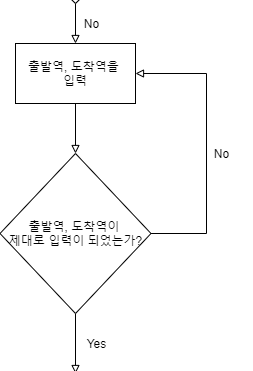 No
출발역, 도착역을
입력
No
출발역, 도착역이
제대로 입력이 되었는가?
Yes